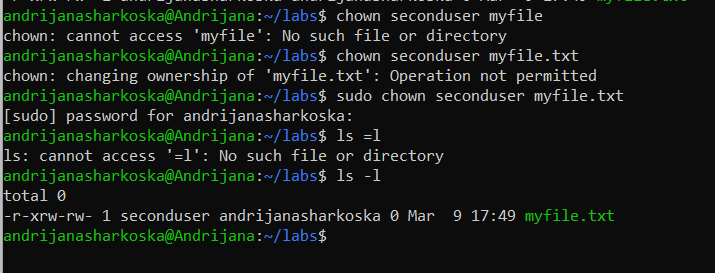 andrijanasharkoska@Andrijana:~/labs$ chown seconduser myfile
chown: cannot access 'myfile': No such file or directory
andrijanasharkoska@Andrijana:~/labs$ chown seconduser myfile.txt
chown: changing ownership of 'myfile.txt': Operation not permitted
andrijanasharkoska@Andrijana:~/labs$ sudo chown seconduser myfile.txt
[sudo] password for andrijanasharkoska:
andrijanasharkoska@Andrijana:~/labs$ ls =l
ls: cannot access '=l': No such file or directory
andrijanasharkoska@Andrijana:~/labs$ ls -l
total 0
-r-xrw-rw- 1 seconduser andrijanasharkoska 0 Mar  9 17:49 myfile.txt
andrijanasharkoska@Andrijana:~/labs$